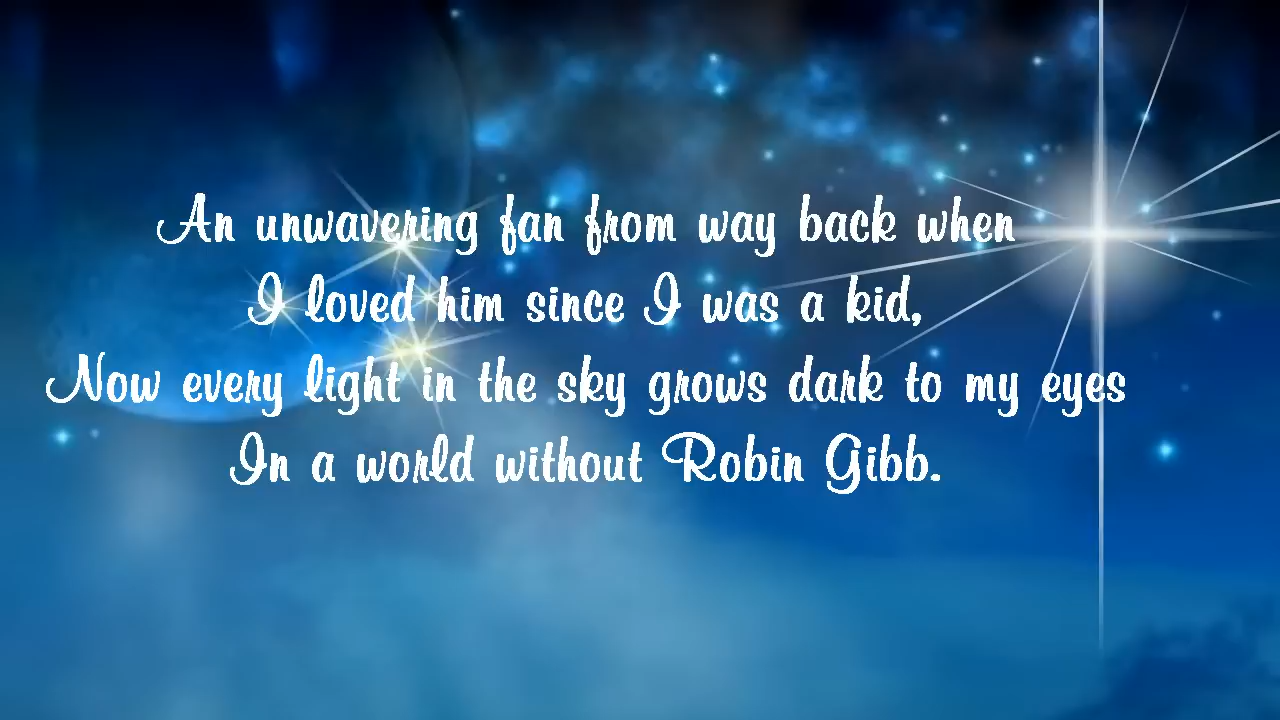 An unwavering fan from way back when
I loved him since I was a kid,
Now every light in the sky grows dark to my eyes
In a world without Robin Gibb.